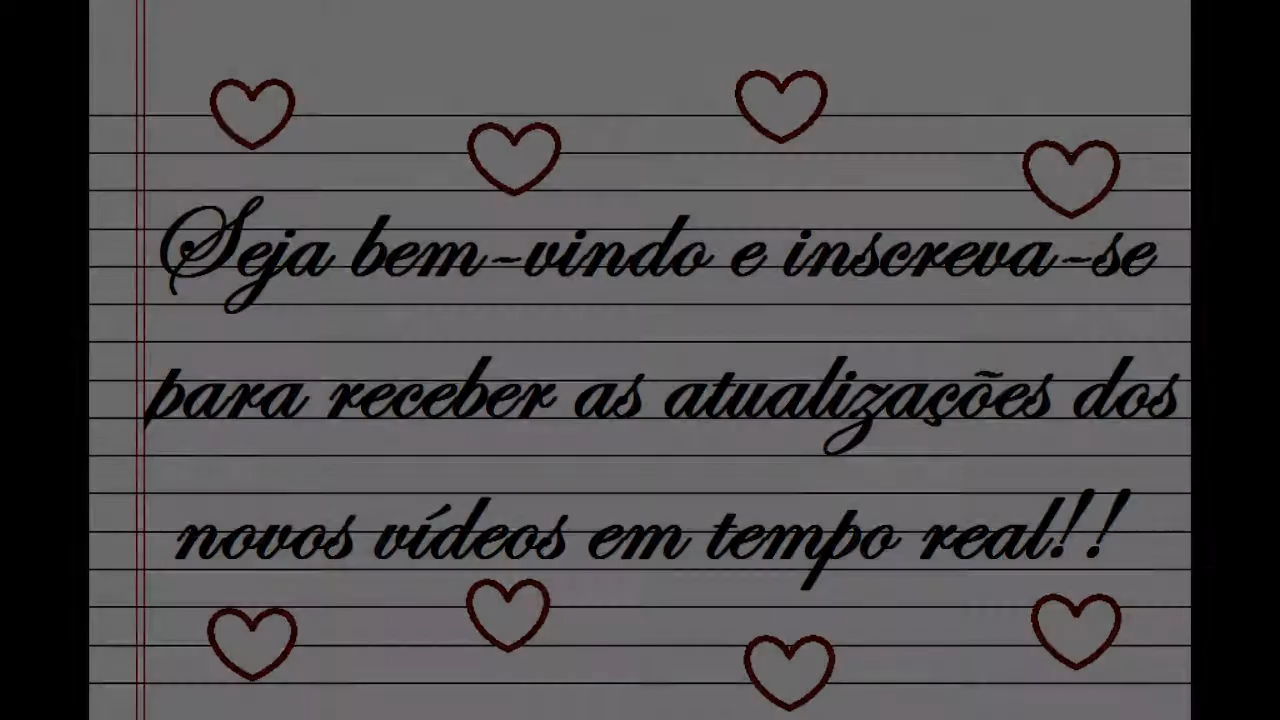 Seja bem-vindo e inscreva-se
para receber as atualizações dos
novos vídeos em tempo real!!